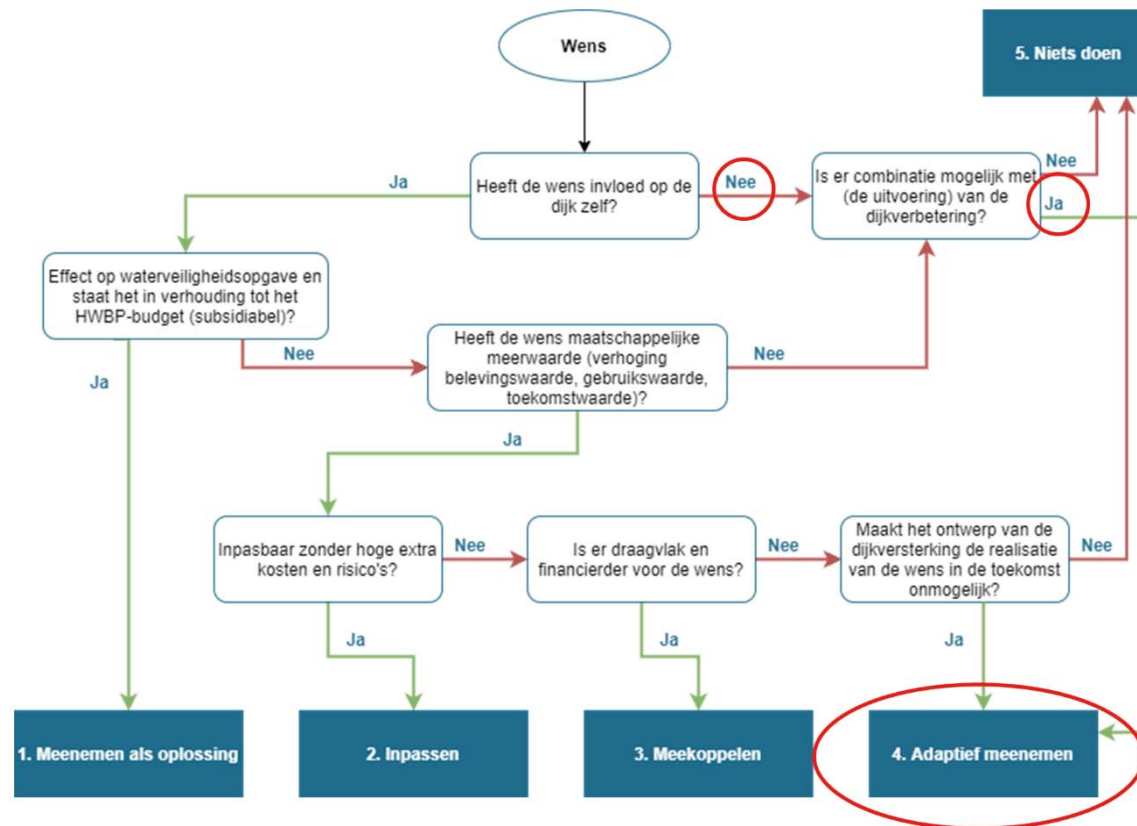 Wens
5. Niets doen
Ja
Heeft de wens invloed op de
dijk zelf?
Nee
Is er combinatie mogelijk met
(de uitvoering) van de
dijkverbetering?
Nee
Ja
Effect op waterveiligheidsopgave en
staat het in verhouding tot het
HWBP-budget (subsidiabel)?
Nee
Ja
Heeft de wens maatschappelijke
meerwaarde (verhoging
belevingswaarde, gebruikswaarde,
toekomstwaarde)?
Nee
Ja
Inpasbaar zonder hoge extra
kosten en risico's?
Nee
Is er draagvlak en
financierder voor de wens?
Nee
Maakt het ontwerp van de
dijkversterking de realisatie
van de wens in de toekomst
onmogelijk?
Nee
Ja
Ja
Ja
1. Meenemen als oplossing
2. Inpassen
3. Meekoppelen
4. Adaptief meenemen